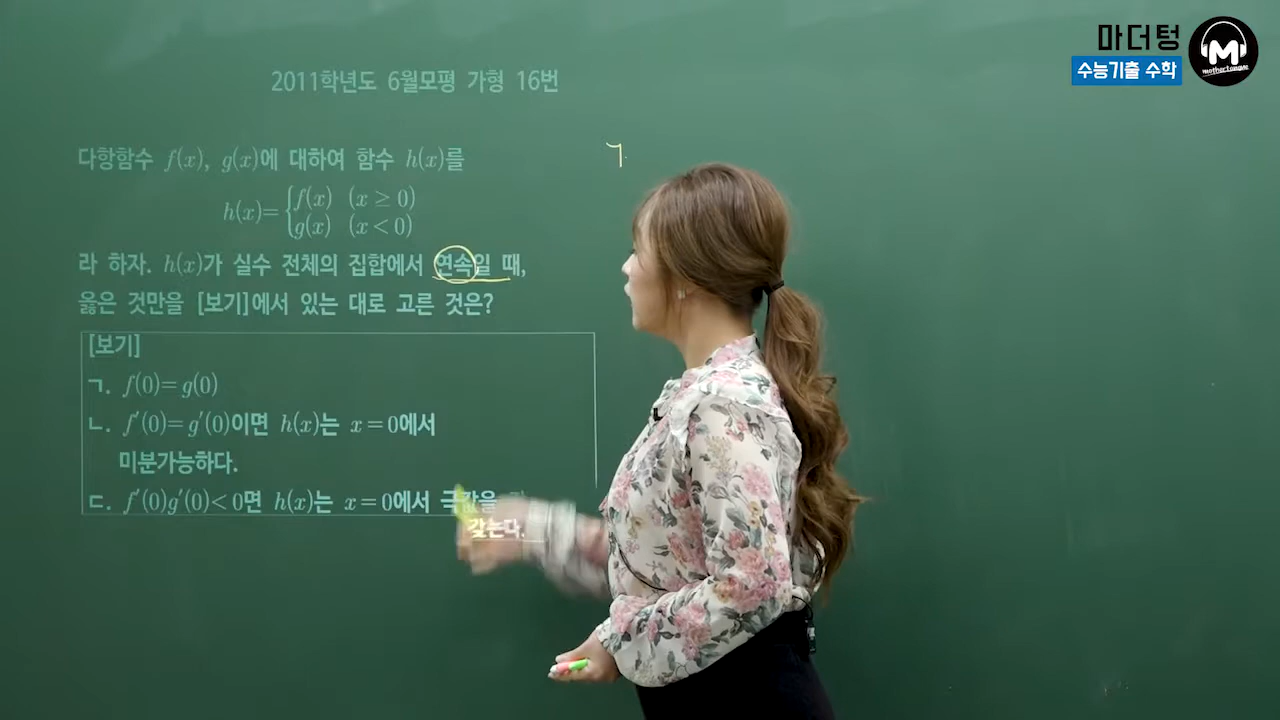 마더텅
수능기출 수학
M
mothertongue
2011학년도 6월모평 가형 16번
다항함수 f(x), g(x)에 대하여 함수 h(x)를
h(x)={f(x) (x≥0)
g(x) (x<0)
라 하자. h(x)가 실수 전체의 집합에서 연속일 때,
옳은 것만을 [보기]에서 있는 대로 고른 것은?
[보기]
ㄱ. f(0)=g(0)
ㄴ. f′(0)=g′(0)이면 h(x)는 x=0에서
미분가능하다.
ㄷ. f′(0)g′(0)<0면 h(x)는 x=0에서 극값을
갖는다.
ㄱ.